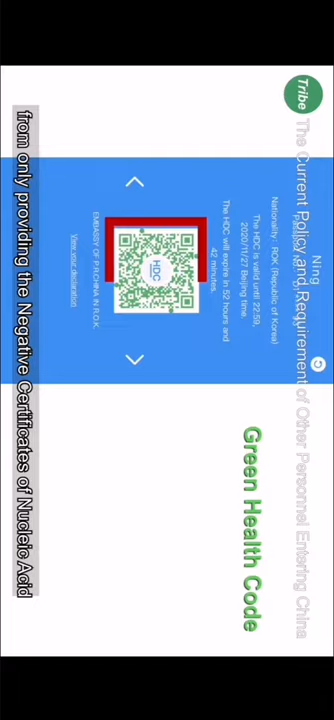 Tribe
The Current Policy and Requirement of Other Personnel Entering China
Ning
Nationality: ROK (Republic of Korea)
The HDC is valid until 22:59,
2020/11/27 Beijing time.
The HDC will expire in 52 hours and
42 minutes.
HDC
EMBASSY OF P.R.CHINA IN R.O.K.
View your declaration
Green Health Code
from only providing the Negative Certificates of Nucleic Acid